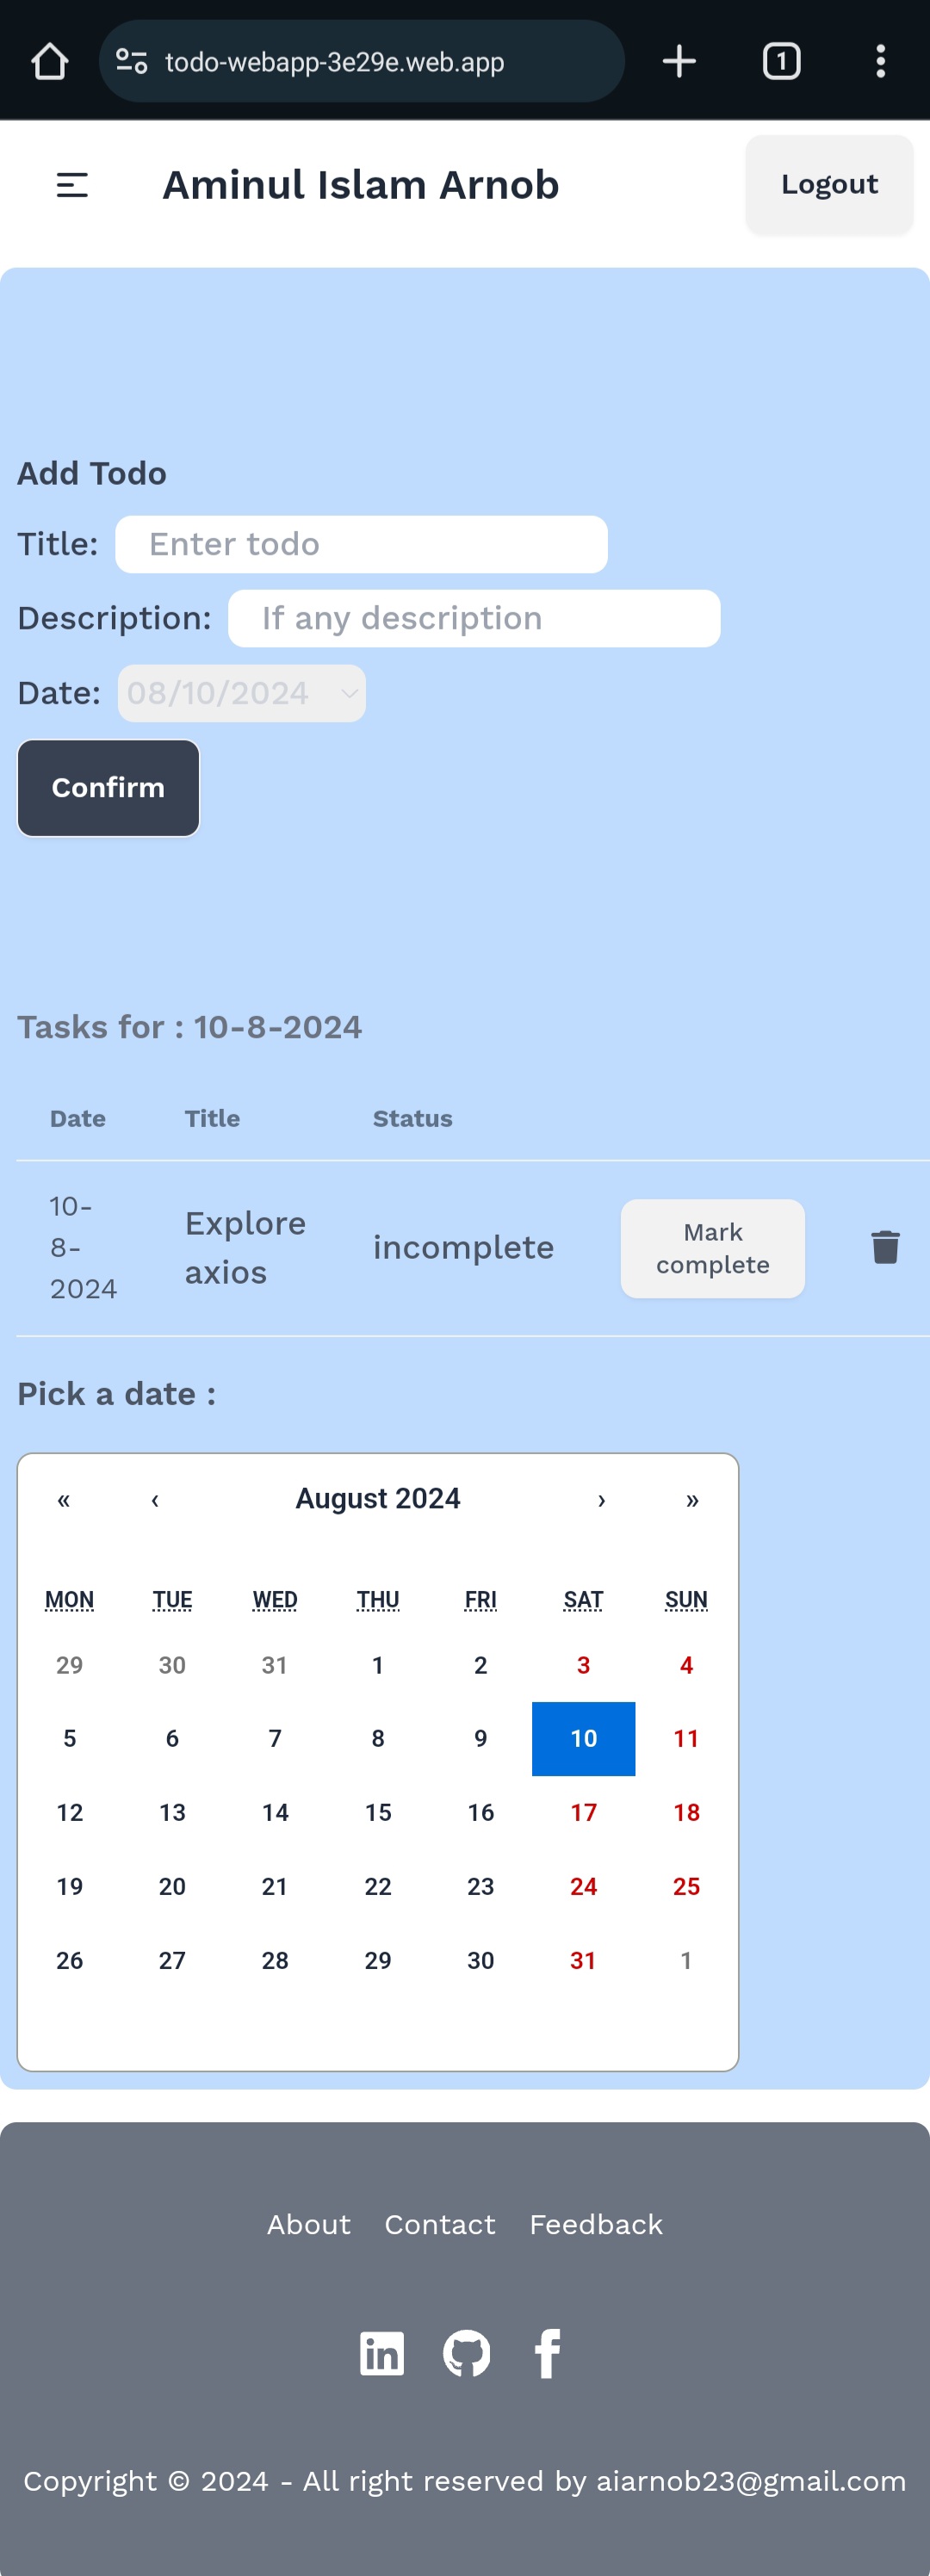 todo-webapp-3e29e.web.app
1
Aminul Islam Arnob
Logout
Add Todo
Title: Enter todo
Description: If any description
Date: 08/10/2024
Confirm
Tasks for : 10-8-2024
Date Title Status
10-
8-
2024
Explore
axios
incomplete
Mark
complete
Pick a date :
« ‹ August 2024 › »
MON TUE WED THU FRI SAT SUN
29 30 31 1 2 3 4
5 6 7 8 9 10 11
12 13 14 15 16 17 18
19 20 21 22 23 24 25
26 27 28 29 30 31 1
About Contact Feedback
in f
Copyright © 2024 - All right reserved by aiarnob23@gmail.com